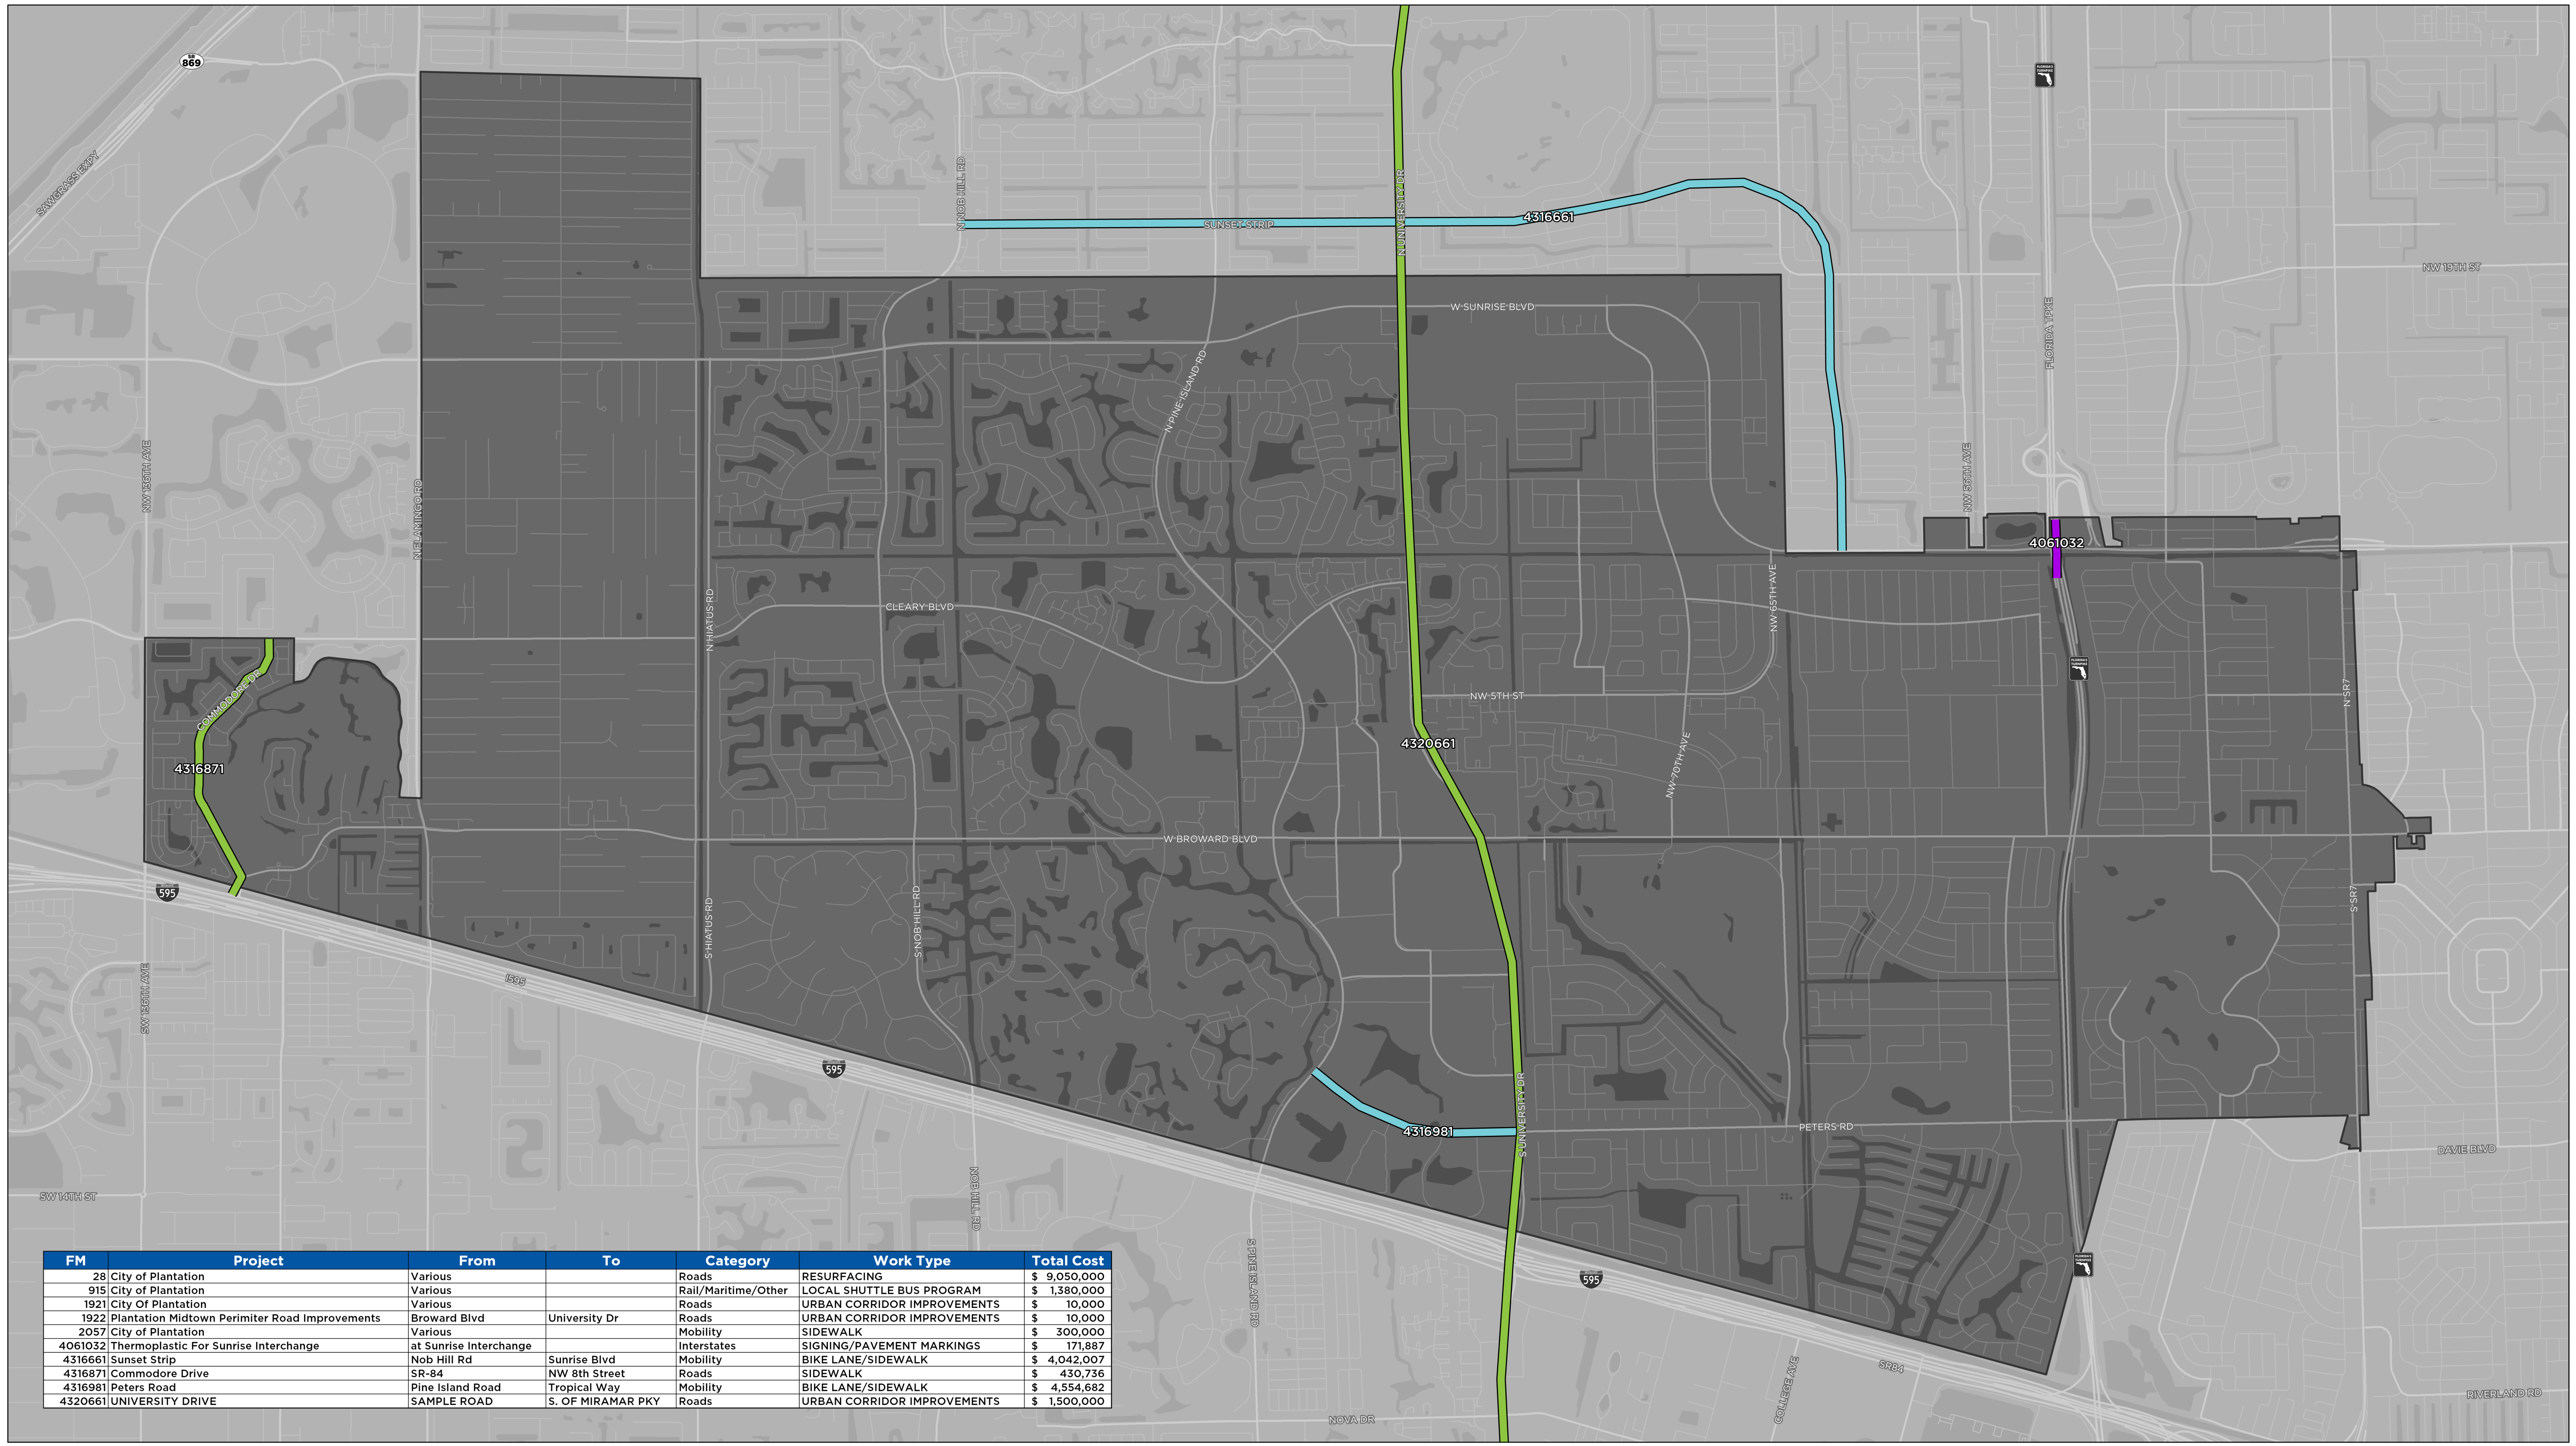 SR
869
SAWGRASS EXPY
N NOB HILL RD
N UNIVERSITY DR
SUNSET STRIP
4316661
FLORIDA'S TURNPIKE
NW 19TH ST
FLORIDA TPKE
W SUNRISE BLVD
N PINE ISLAND RD
NW 136TH AVE
N FLAMINGO RD
NW 56TH AVE
4061032
N HIATUS RD
CLEARY BLVD
NW 65TH AVE
FLORIDA'S TURNPIKE
COMMODORE DR
NW 5TH ST
N SR7
4316871
4320661
NW 70TH AVE
W BROWARD BLVD
595
S HIATUS RD
S NOB HILL RD
S SR7
SW 136TH AVE
I595
595
S UNIVERSITY DR
4316981
PETERS RD
DAVIE BLVD
SW 14TH ST
NOB HILL RD
S PINE ISLAND RD
595
FLORIDA'S TURNPIKE
SR84
COLLEGE AVE
RIVERLAND RD
NOVA DR
FM Project From To Category Work Type Total Cost
28 City of Plantation Various Roads RESURFACING $ 9,050,000
915 City of Plantation Various Rail/Maritime/Other LOCAL SHUTTLE BUS PROGRAM $ 1,380,000
1921 City Of Plantation Various Roads URBAN CORRIDOR IMPROVEMENTS $ 10,000
1922 Plantation Midtown Perimiter Road Improvements Broward Blvd University Dr Roads URBAN CORRIDOR IMPROVEMENTS $ 10,000
2057 City of Plantation Various Mobility SIDEWALK $ 300,000
4061032 Thermoplastic For Sunrise Interchange at Sunrise Interchange Interstates SIGNING/PAVEMENT MARKINGS $ 171,887
4316661 Sunset Strip Nob Hill Rd Sunrise Blvd Mobility BIKE LANE/SIDEWALK $ 4,042,007
4316871 Commodore Drive SR-84 NW 8th Street Roads SIDEWALK $ 430,736
4316981 Peters Road Pine Island Road Tropical Way Mobility BIKE LANE/SIDEWALK $ 4,554,682
4320661 UNIVERSITY DRIVE SAMPLE ROAD S. OF MIRAMAR PKY Roads URBAN CORRIDOR IMPROVEMENTS $ 1,500,000